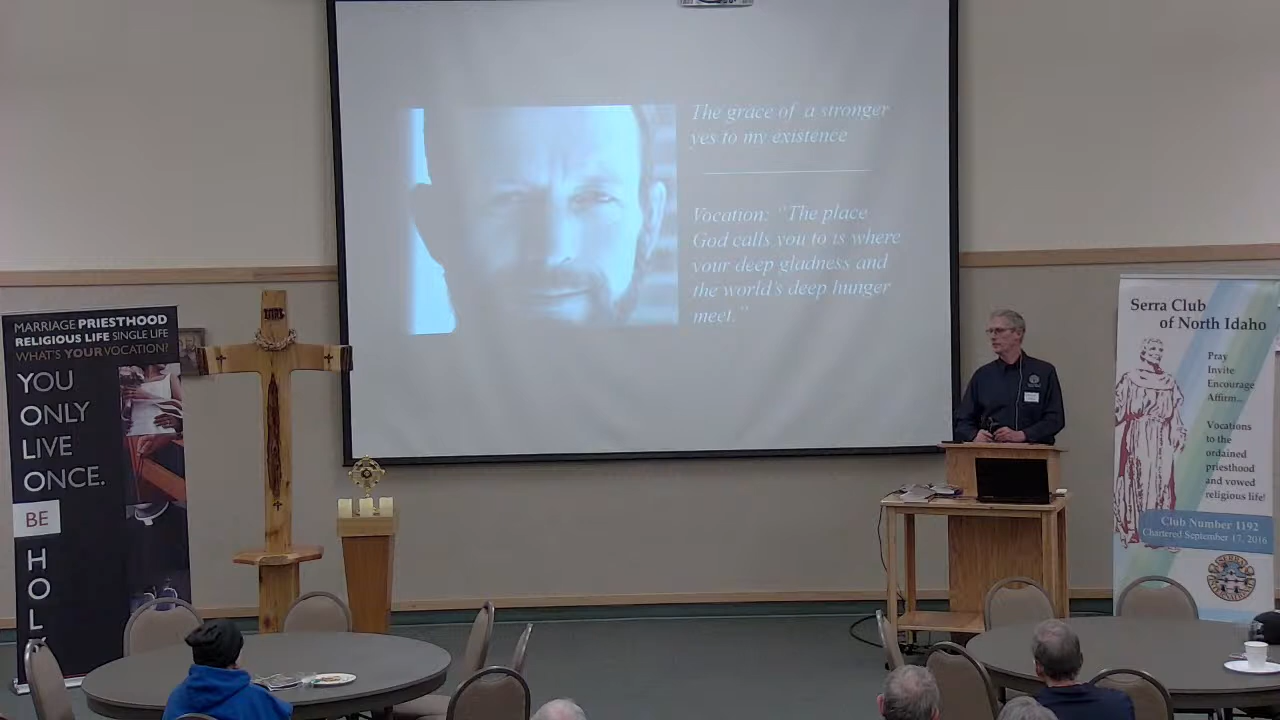 The grace of a stronger
yes to my existence
Vocation: "The place
God calls you to is where
your deep gladness and
the world's deep hunger
meet."
MARRIAGE PRIESTHOOD
RELIGIOUS LIFE SINGLE LIFE
WHAT'S YOUR VOCATION?
YOU
ONLY
LIVE
ONCE.
BE
HOL
Serra Club
of North Idaho
Pray
Invite
Encourage
Affirm...
Vocations
to the
ordained
priesthood
and vowed
religious life!
Club Number 1192
Chartered September 17, 2016
SERRA